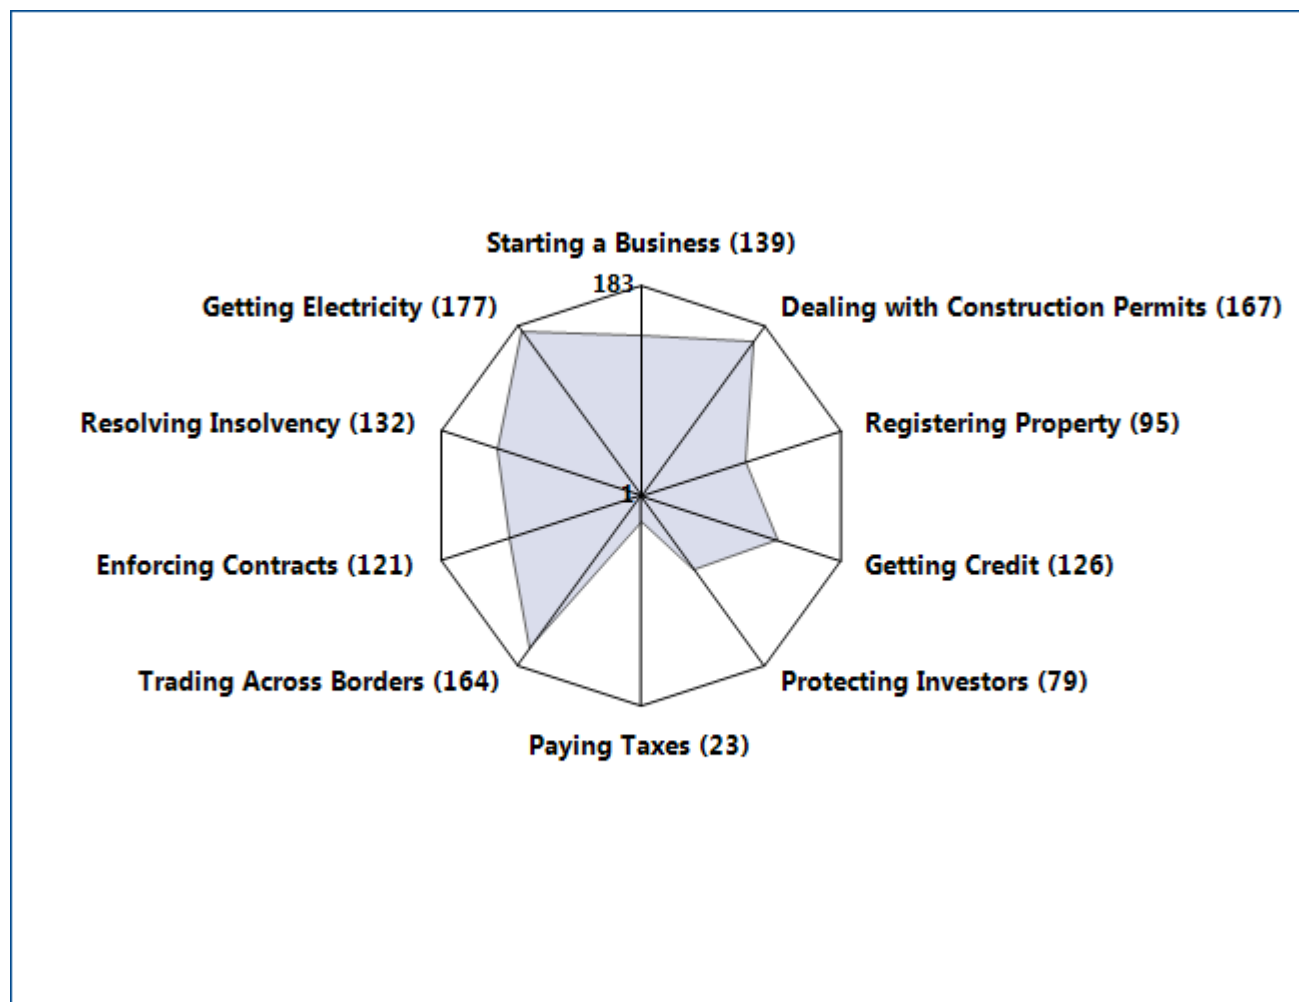 Starting a Business (139)
183
Getting Electricity (177)
Dealing with Construction Permits (167)
Resolving Insolvency (132)
Registering Property (95)
1
Enforcing Contracts (121)
Getting Credit (126)
Trading Across Borders (164)
Protecting Investors (79)
Paying Taxes (23)